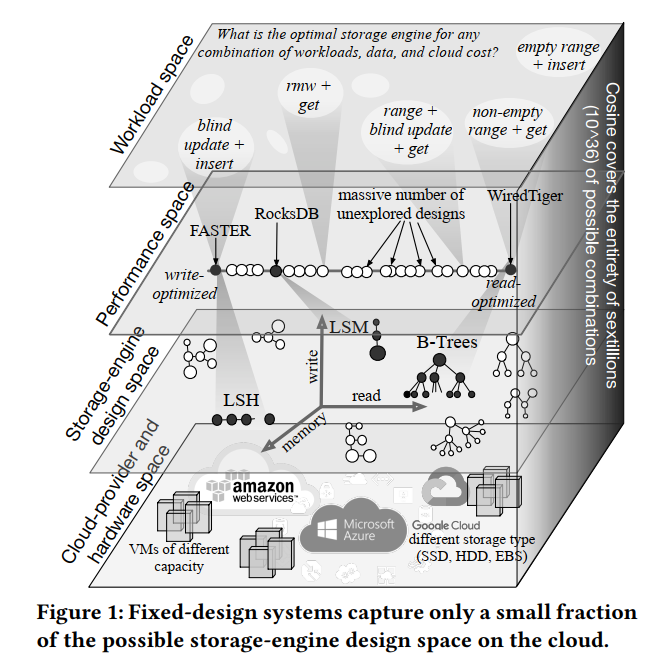 What is the optimal storage engine for any
combination of workloads, data, and cloud cost?
empty range
+ insert
rmw +
get
range +
blind update
+ get
non-empty
range + get
blind
update +
insert
Workload space
Cosine covers the entirety of sextillions
(10^36) of possible combinations
Performance space
FASTER
RocksDB
massive number of
unexplored designs
WiredTiger
write-
optimized
read-
optimized
Storage-engine
design space
LSM
B-Trees
LSH
write
read
memory
Cloud-provider and
hardware space
amazon
web services™
Microsoft
Azure
Google Cloud
VMs of different
capacity
different storage type
(SSD, HDD, EBS)
Figure 1: Fixed-design systems capture only a small fraction
of the possible storage-engine design space on the cloud.